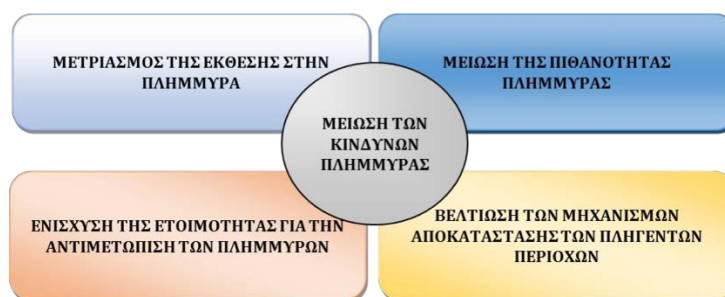 ΜΕΤΡΙΑΣΜΟΣ ΤΗΣ ΕΚΘΕΣΗΣ ΣΤΗΝ
ΠΛΗΜΜΥΡΑ
ΜΕΙΩΣΗ ΤΗΣ ΠΙΘΑΝΟΤΗΤΑΣ
ΠΛΗΜΜΥΡΑΣ
ΜΕΙΩΣΗ ΤΩΝ
ΚΙΝΔΥΝΩΝ
ΠΛΗΜΜΥΡΑΣ
ΕΝΙΣΧΥΣΗ ΤΗΣ ΕΤΟΙΜΟΤΗΤΑΣ ΓΙΑ ΤΗΝ
ΑΝΤΙΜΕΤΩΠΙΣΗ ΤΩΝ ΠΛΗΜΜΥΡΩΝ
ΒΕΛΤΙΩΣΗ ΤΩΝ ΜΗΧΑΝΙΣΜΩΝ
ΑΠΟΚΑΤΑΣΤΑΣΗΣ ΤΩΝ ΠΛΗΓΕΝΤΩΝ
ΠΕΡΙΟΧΩΝ